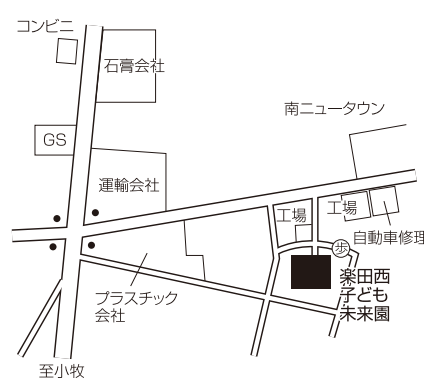 コンビニ
石膏会社
南ニュータウン
GS
運輸会社
工場
工場
自動車修理
歩
楽田西
子ども
未来園
プラスチック
会社
至小牧